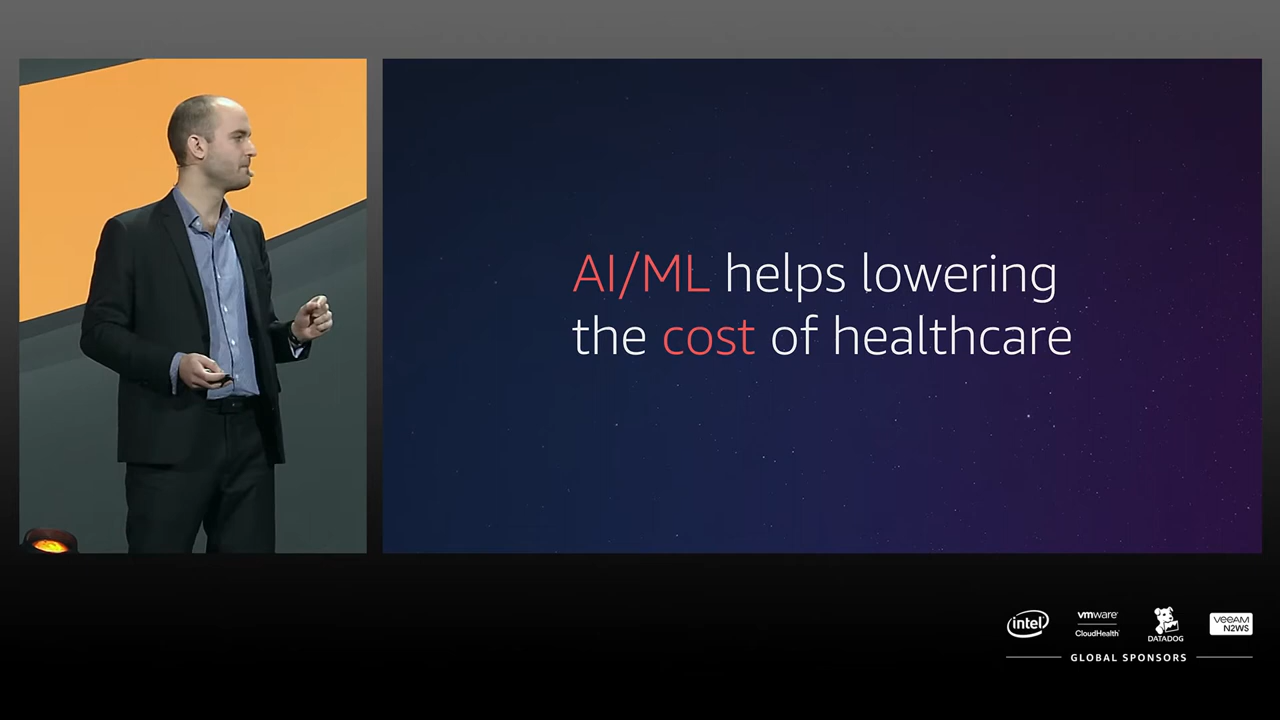 AI/ML helps lowering
the cost of healthcare
intel
vmware
CloudHealth
DATADOG
VEEAM
N2WS
GLOBAL SPONSORS